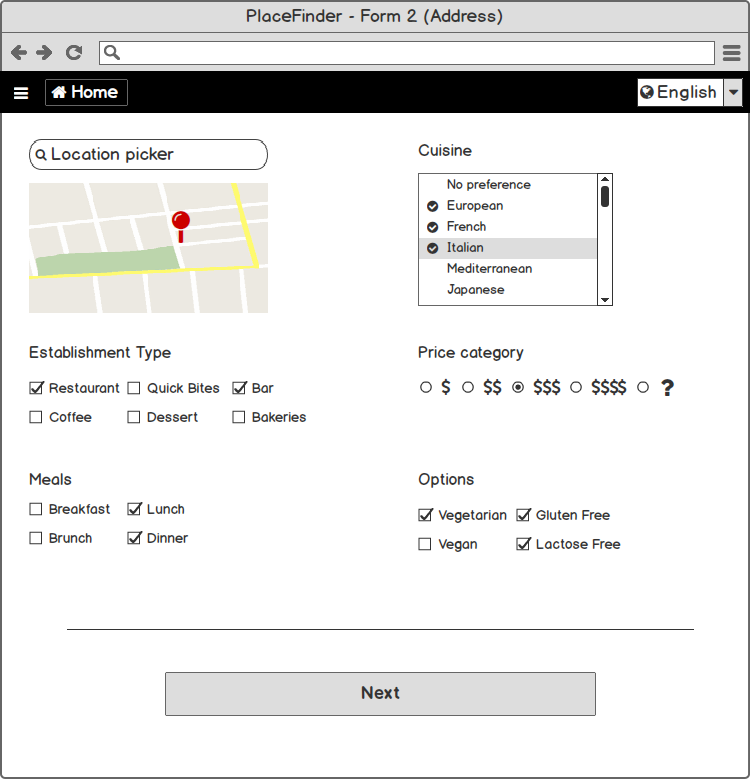 PlaceFinder - Form 2 (Address)
Home
English
Location picker
Cuisine
No preference
European
French
Italian
Mediterranean
Japanese
Establishment Type
Restaurant Quick Bites Bar
Coffee Dessert Bakeries
Price category
$ $$ $$$ $$$$ ?
Meals
Breakfast Lunch
Brunch Dinner
Options
Vegetarian Gluten Free
Vegan Lactose Free
Next